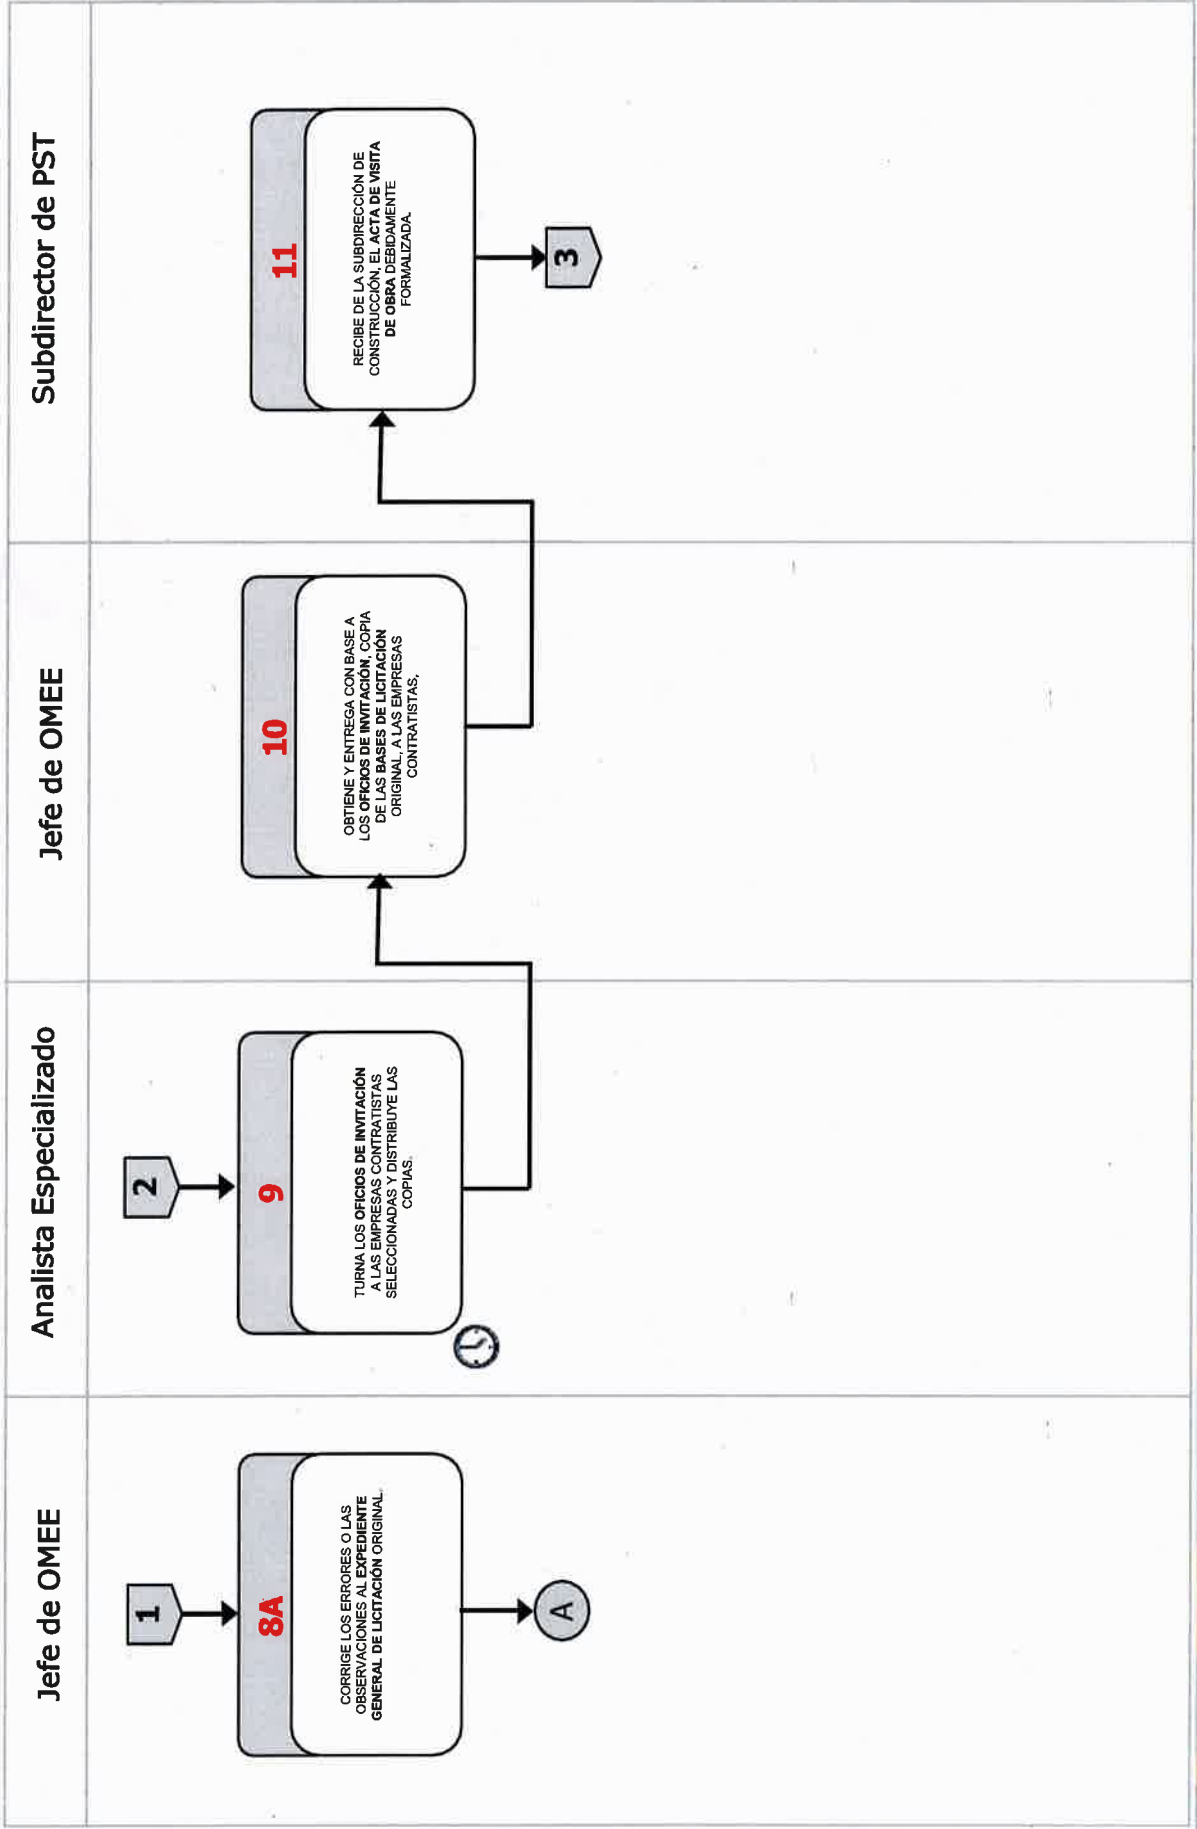 Jefe de OMEE
Analista Especializado
Jefe de OMEE
Subdirector de PST
1
8A
CORRIGE LOS ERRORES O LAS
OBSERVACIONES AL EXPEDIENTE
GENERAL DE LICITACIÓN ORIGINAL.
A
2
9
TURNA LOS OFICIOS DE INVITACIÓN
A LAS EMPRESAS CONTRATISTAS
SELECCIONADAS Y DISTRIBUYE LAS
COPIAS.
10
OBTIENE Y ENTREGA CON BASE A
LOS OFICIOS DE INVITACIÓN, COPIA
DE LAS BASES DE LICITACIÓN
ORIGINAL, A LAS EMPRESAS
CONTRATISTAS,
11
RECIBE DE LA SUBDIRECCIÓN DE
CONSTRUCCIÓN, EL ACTA DE VISITA
DE OBRA DEBIDAMENTE
FORMALIZADA.
3